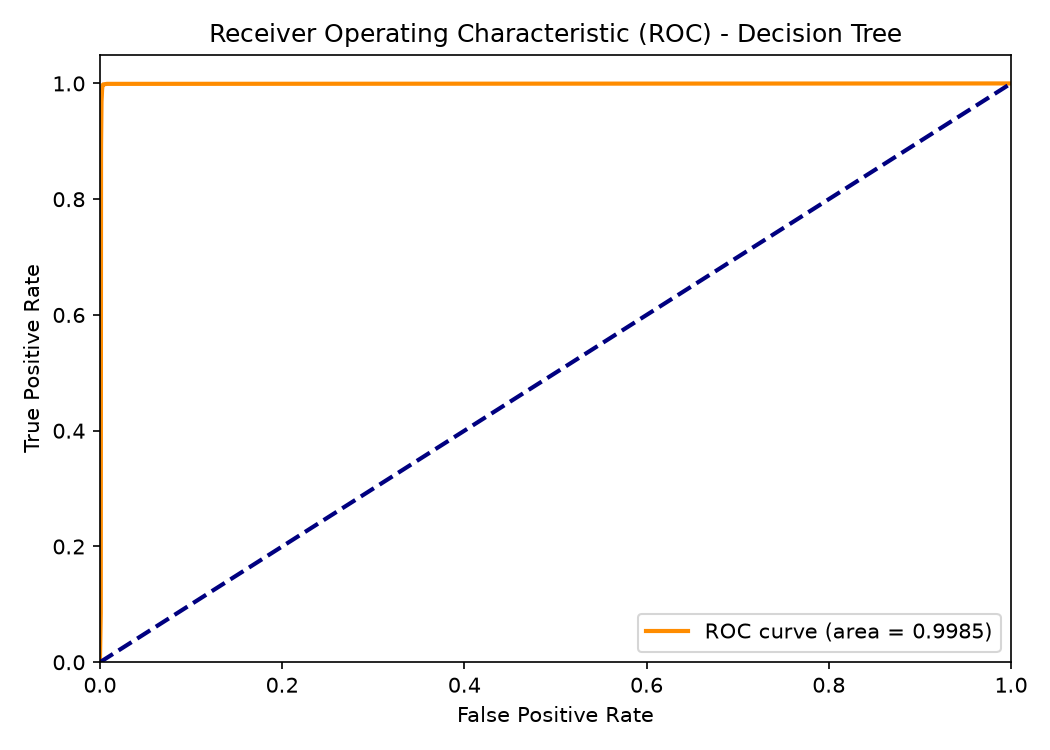 Receiver Operating Characteristic (ROC) - Decision Tree
True Positive Rate
1.0
0.8
0.6
0.4
0.2
0.0
ROC curve (area = 0.9985)
0.0 0.2 0.4 0.6 0.8 1.0
False Positive Rate